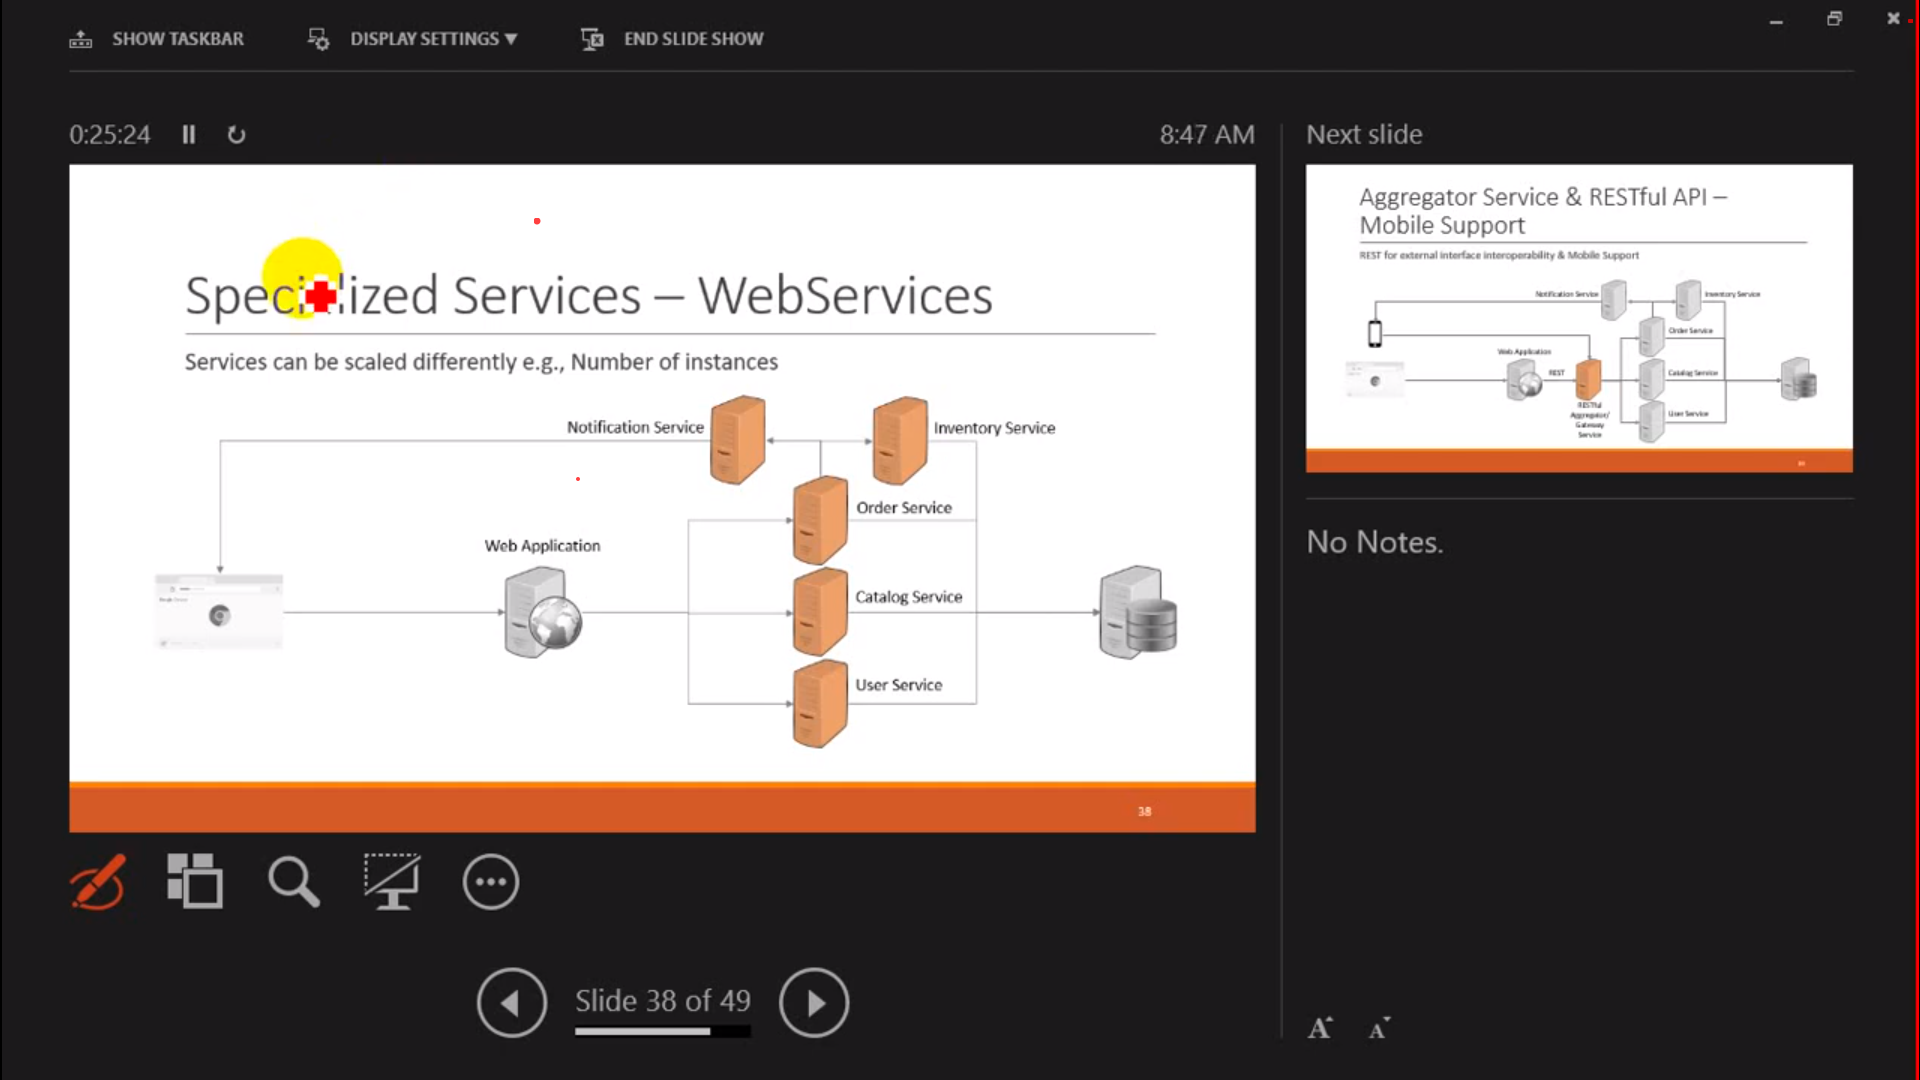 SHOW TASKBAR
DISPLAY SETTINGS ▼
END SLIDE SHOW
0:25:24
8:47 AM
Specialized Services – WebServices
Services can be scaled differently e.g., Number of instances
Notification Service
Inventory Service
Order Service
Web Application
Catalog Service
User Service
38
Next slide
Aggregator Service & RESTful API –
Mobile Support
REST for external interface interoperability & Mobile Support
Notification Service
Inventory Service
Order Service
Web Application
REST
Catalog Service
RESTful
Aggregator/
Gateway
Service
User Service
No Notes.
Slide 38 of 49
A
A